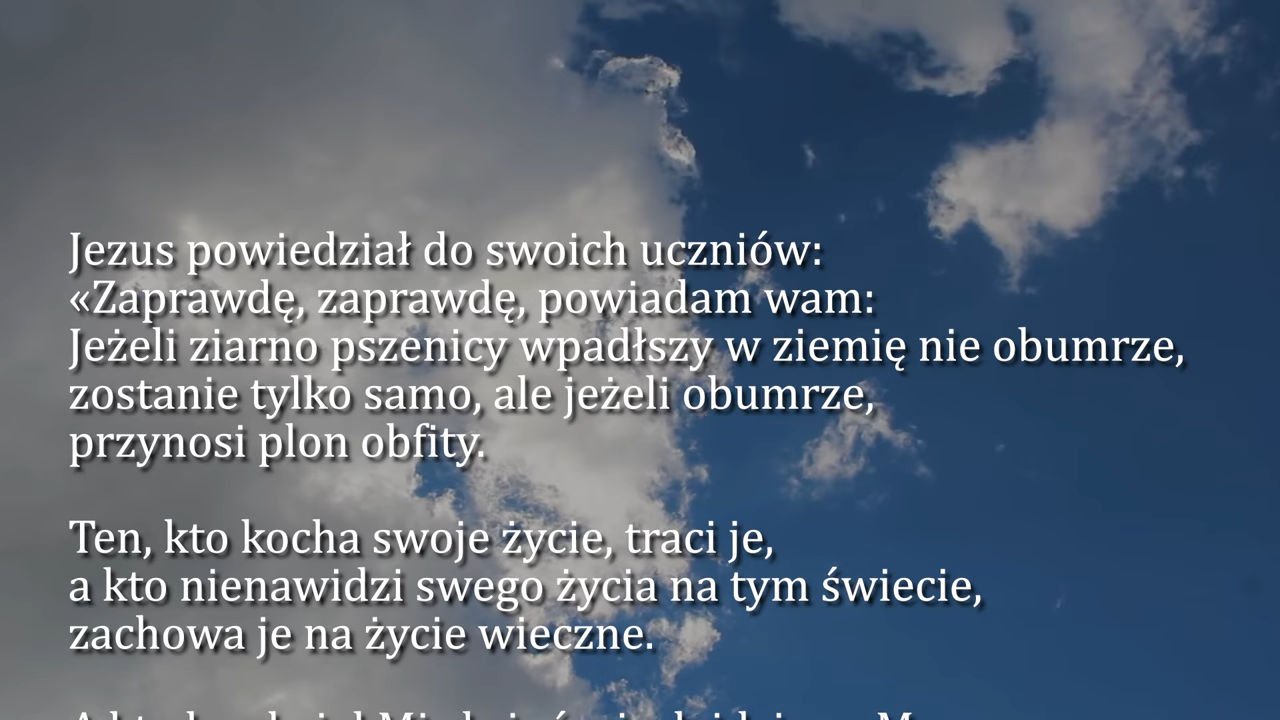 Jezus powiedział do swoich uczniów:
«Zaprawdę, zaprawdę, powiadam wam:
Jeżeli ziarno pszenicy wpadłszy w ziemię nie obumrze,
zostanie tylko samo, ale jeżeli obumrze,
przynosi plon obfity.
Ten, kto kocha swoje życie, traci je,
a kto nienawidzi swego życia na tym świecie,
zachowa je na życie wieczne.